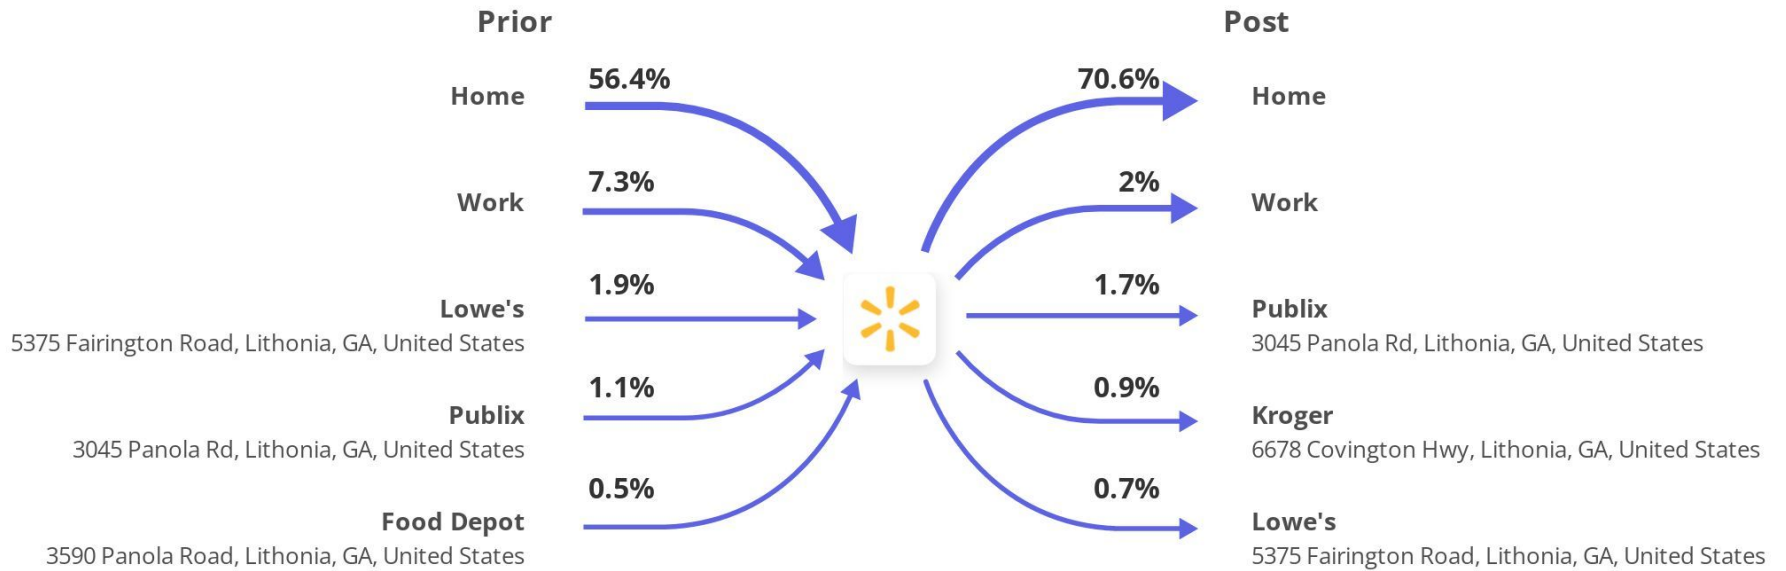 Prior
Post
56.4%
Home
7.3%
Work
1.9%
Lowe's
5375 Fairington Road, Lithonia, GA, United States
1.1%
Publix
3045 Panola Rd, Lithonia, GA, United States
0.5%
Food Depot
3590 Panola Road, Lithonia, GA, United States
70.6%
Home
2%
Work
1.7%
Publix
3045 Panola Rd, Lithonia, GA, United States
0.9%
Kroger
6678 Covington Hwy, Lithonia, GA, United States
0.7%
Lowe's
5375 Fairington Road, Lithonia, GA, United States